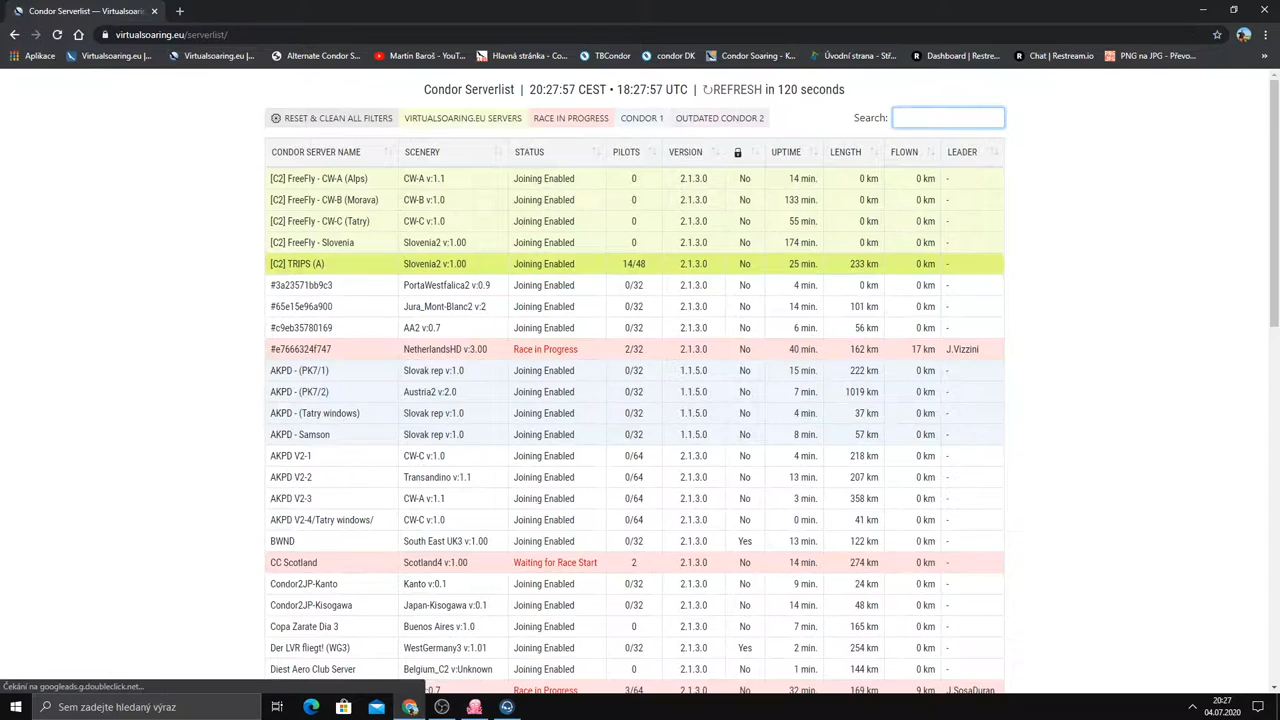 Condor Serverlist - Virtualsoaring
virtualsoaring.eu/serverlist/
Aplikace Virtualsoaring.eu |... Virtualsoaring.eu |... Alternate Condor S... Martin Baroš - YouT... Hlavná stránka - Co... TBCondor condor DK Condor Soaring - K... Úvodní strana - Stř... Dashboard | Restre... Chat | Restream.io PNG na JPG - Převo...
Condor Serverlist | 20:27:57 CEST • 18:27:57 UTC | ↻REFRESH in 120 seconds
RESET & CLEAN ALL FILTERS VIRTUALSOARING.EU SERVERS RACE IN PROGRESS CONDOR 1 OUTDATED CONDOR 2 Search:
CONDOR SERVER NAME SCENERY STATUS PILOTS VERSION UPTIME LENGTH FLOWN LEADER
[C2] FreeFly - CW-A (Alps) CW-A v:1.1 Joining Enabled 0 2.1.3.0 No 14 min. 0 km 0 km -
[C2] FreeFly - CW-B (Morava) CW-B v:1.0 Joining Enabled 0 2.1.3.0 No 133 min. 0 km 0 km -
[C2] FreeFly - CW-C (Tatry) CW-C v:1.0 Joining Enabled 0 2.1.3.0 No 55 min. 0 km 0 km -
[C2] FreeFly - Slovenia Slovenia2 v:1.00 Joining Enabled 0 2.1.3.0 No 174 min. 0 km 0 km -
[C2] TRIPS (A) Slovenia2 v:1.00 Joining Enabled 14/48 2.1.3.0 No 25 min. 233 km 0 km -
#3a23571bb9c3 PortaWestfalica2 v:0.9 Joining Enabled 0/32 2.1.3.0 No 4 min. 0 km 0 km -
#65e15e96a900 Jura_Mont-Blanc2 v:2 Joining Enabled 0/32 2.1.3.0 No 14 min. 101 km 0 km -
#c9eb35780169 AA2 v:0.7 Joining Enabled 0/32 2.1.3.0 No 6 min. 56 km 0 km -
#e7666324f747 NetherlandsHD v:3.00 Race in Progress 2/32 2.1.3.0 No 40 min. 162 km 17 km J.Vizzini
AKPD - (PK7/1) Slovak rep v:1.0 Joining Enabled 0/32 1.1.5.0 No 15 min. 222 km 0 km -
AKPD - (PK7/2) Austria2 v:2.0 Joining Enabled 0/32 1.1.5.0 No 7 min. 1019 km 0 km -
AKPD - (Tatry windows) Slovak rep v:1.0 Joining Enabled 0/32 1.1.5.0 No 4 min. 37 km 0 km -
AKPD - Samson Slovak rep v:1.0 Joining Enabled 0/32 1.1.5.0 No 8 min. 57 km 0 km -
AKPD V2-1 CW-C v:1.0 Joining Enabled 0/64 2.1.3.0 No 4 min. 218 km 0 km -
AKPD V2-2 Transandino v:1.1 Joining Enabled 0/64 2.1.3.0 No 13 min. 207 km 0 km -
AKPD V2-3 CW-A v:1.1 Joining Enabled 0/64 2.1.3.0 No 3 min. 358 km 0 km -
AKPD V2-4/Tatry windows/ CW-C v:1.0 Joining Enabled 0/64 2.1.3.0 No 0 min. 41 km 0 km -
BWND South East UK3 v:1.00 Joining Enabled 0/32 2.1.3.0 Yes 13 min. 122 km 0 km -
CC Scotland Scotland4 v:1.00 Waiting for Race Start 2 2.1.3.0 No 14 min. 274 km 0 km -
Condor2JP-Kanto Kanto v:0.1 Joining Enabled 0/32 2.1.3.0 No 9 min. 24 km 0 km -
Condor2JP-Kisogawa Japan-Kisogawa v:0.1 Joining Enabled 0/32 2.1.3.0 No 14 min. 48 km 0 km -
Copa Zarate Dia 3 Buenos Aires v:1.0 Joining Enabled 0 2.1.3.0 No 7 min. 165 km 0 km -
Der LVR fliegt! (WG3) WestGermany3 v:1.01 Joining Enabled 0/32 2.1.3.0 Yes 2 min. 254 km 0 km -
Diest Aero Club Server Belgium_C2 v:Unknown Joining Enabled 0 2.1.3.0 No 1 min. 144 km 0 km -
:0.7 Race in Progress 3/64 2.1.3.0 No 32 min. 169 km 9 km J.SosaDuran
Čekání na googleads.g.doubleclick.net...
Sem zadejte hledaný výraz
20:27
04.07.2020